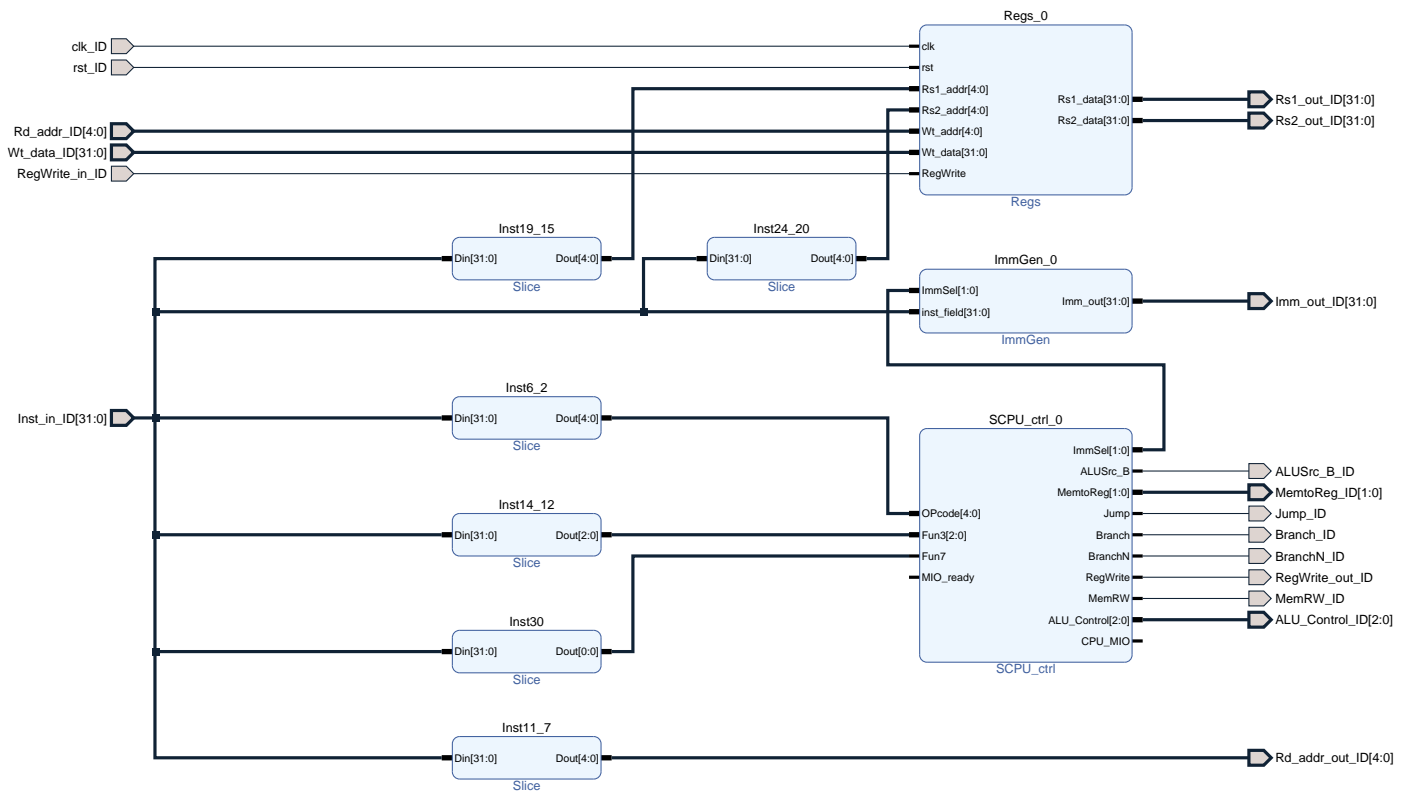 Regs_0
clk_ID
clk
rst_ID
rst
Rs1_addr[4:0]
Rs1_data[31:0]
Rs1_out_ID[31:0]
Rs2_addr[4:0]
Rs2_data[31:0]
Rs2_out_ID[31:0]
Rd_addr_ID[4:0]
Wt_addr[4:0]
Wt_data_ID[31:0]
Wt_data[31:0]
RegWrite_in_ID
RegWrite
Regs
Inst19_15
Din[31:0]
Dout[4:0]
Slice
Inst24_20
Din[31:0]
Dout[4:0]
Slice
ImmGen_0
ImmSel[1:0]
inst_field[31:0]
Imm_out[31:0]
Imm_out_ID[31:0]
ImmGen
Inst_in_ID[31:0]
Inst6_2
Din[31:0]
Dout[4:0]
Slice
SCPU_ctrl_0
ImmSel[1:0]
ALUSrc_B
ALUSrc_B_ID
MemtoReg[1:0]
MemtoReg_ID[1:0]
OPcode[4:0]
Jump
Jump_ID
Fun3[2:0]
Branch
Branch_ID
Fun7
BranchN
BranchN_ID
MIO_ready
RegWrite
RegWrite_out_ID
MemRW
MemRW_ID
ALU_Control[2:0]
ALU_Control_ID[2:0]
CPU_MIO
SCPU_ctrl
Inst14_12
Din[31:0]
Dout[2:0]
Slice
Inst30
Din[31:0]
Dout[0:0]
Slice
Inst11_7
Din[31:0]
Dout[4:0]
Slice
Rd_addr_out_ID[4:0]